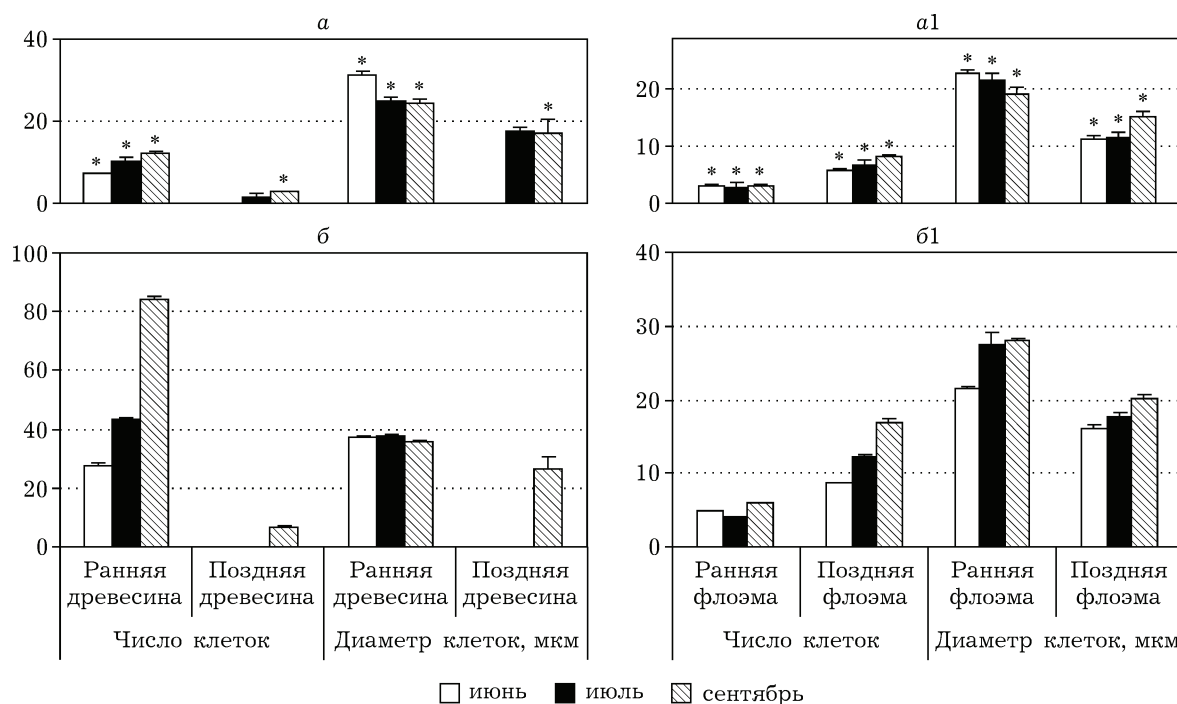 а
40
20
0
* * *
*
* * *
*
а1
20
10
0
* * *
* * *
* * *
* * *
б
100
80
60
40
20
0
б1
40
30
20
10
0
Ранняя древесина
Поздняя древесина
Ранняя древесина
Поздняя древесина
Число клеток
Диаметр клеток, мкм
Ранняя флоэма
Поздняя флоэма
Ранняя флоэма
Поздняя флоэма
Число клеток
Диаметр клеток, мкм
июнь июль сентябрь